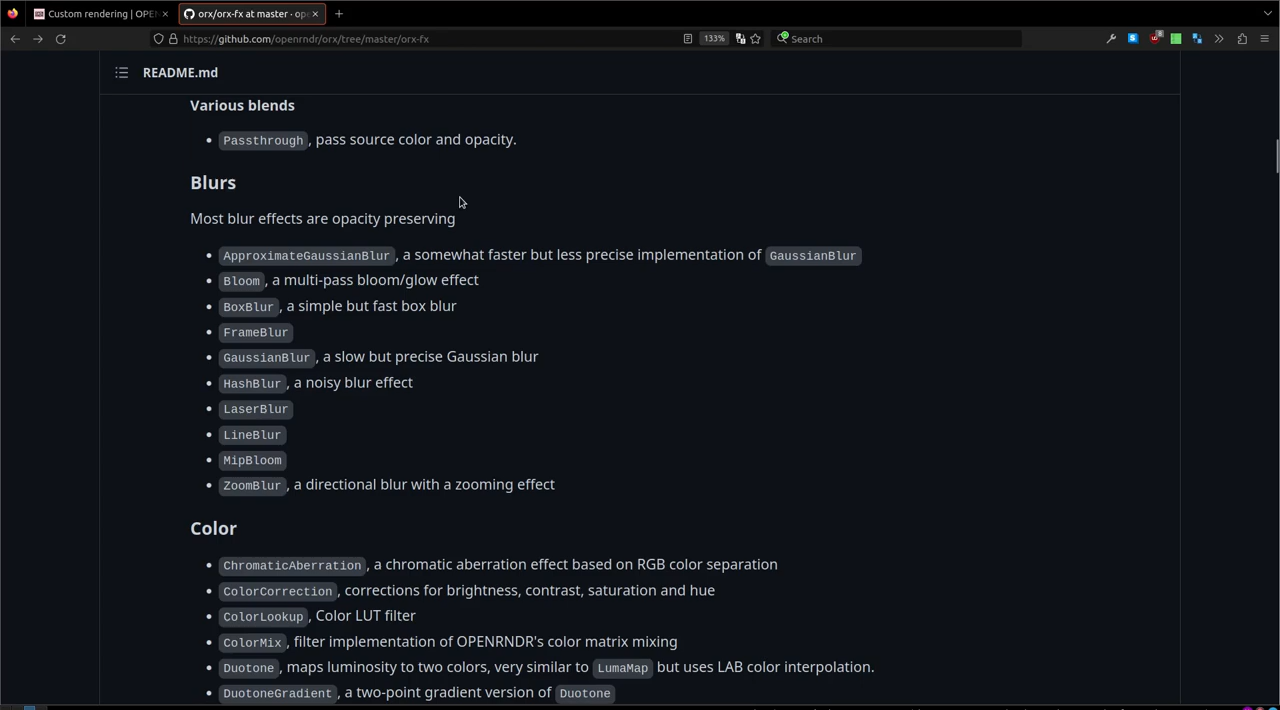 Custom rendering | OPE
orx/orx-fx at master · ope
https://github.com/openrndr/orx/tree/master/orx-fx
133%
Search
8
README.md
Various blends
Passthrough, pass source color and opacity.
Blurs
Most blur effects are opacity preserving
ApproximateGaussianBlur, a somewhat faster but less precise implementation of GaussianBlur
Bloom, a multi-pass bloom/glow effect
BoxBlur, a simple but fast box blur
FrameBlur
GaussianBlur, a slow but precise Gaussian blur
HashBlur, a noisy blur effect
LaserBlur
LineBlur
MipBloom
ZoomBlur, a directional blur with a zooming effect
Color
ChromaticAberration, a chromatic aberration effect based on RGB color separation
ColorCorrection, corrections for brightness, contrast, saturation and hue
ColorLookup, Color LUT filter
ColorMix, filter implementation of OPENRNDR's color matrix mixing
Duotone, maps luminosity to two colors, very similar to LumaMap but uses LAB color interpolation.
DuotoneGradient, a two-point gradient version of Duotone